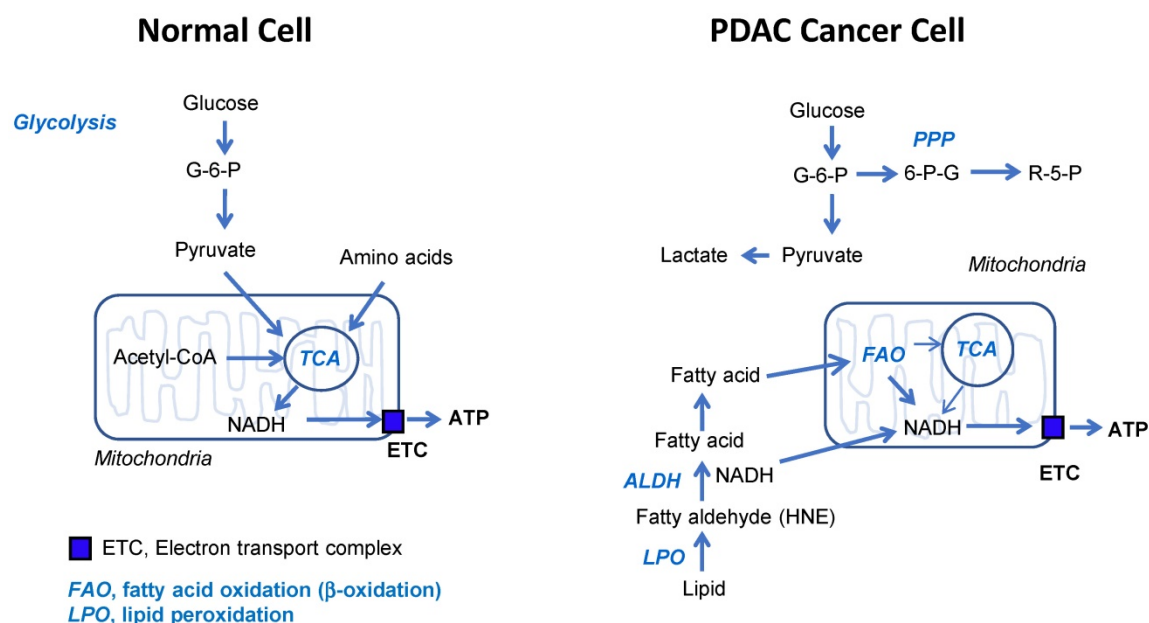 Normal Cell
Glycolysis
Glucose
G-6-P
Pyruvate
Amino acids
Acetyl-CoA
TCA
NADH
ATP
ETC
Mitochondria
ETC, Electron transport complex
FAO, fatty acid oxidation (β-oxidation)
LPO, lipid peroxidation
PDAC Cancer Cell
Glucose
PPP
G-6-P
6-P-G
R-5-P
Lactate
Pyruvate
Mitochondria
FAO
TCA
Fatty acid
NADH
ATP
Fatty acid
ETC
ALDH
NADH
Fatty aldehyde (HNE)
LPO
Lipid